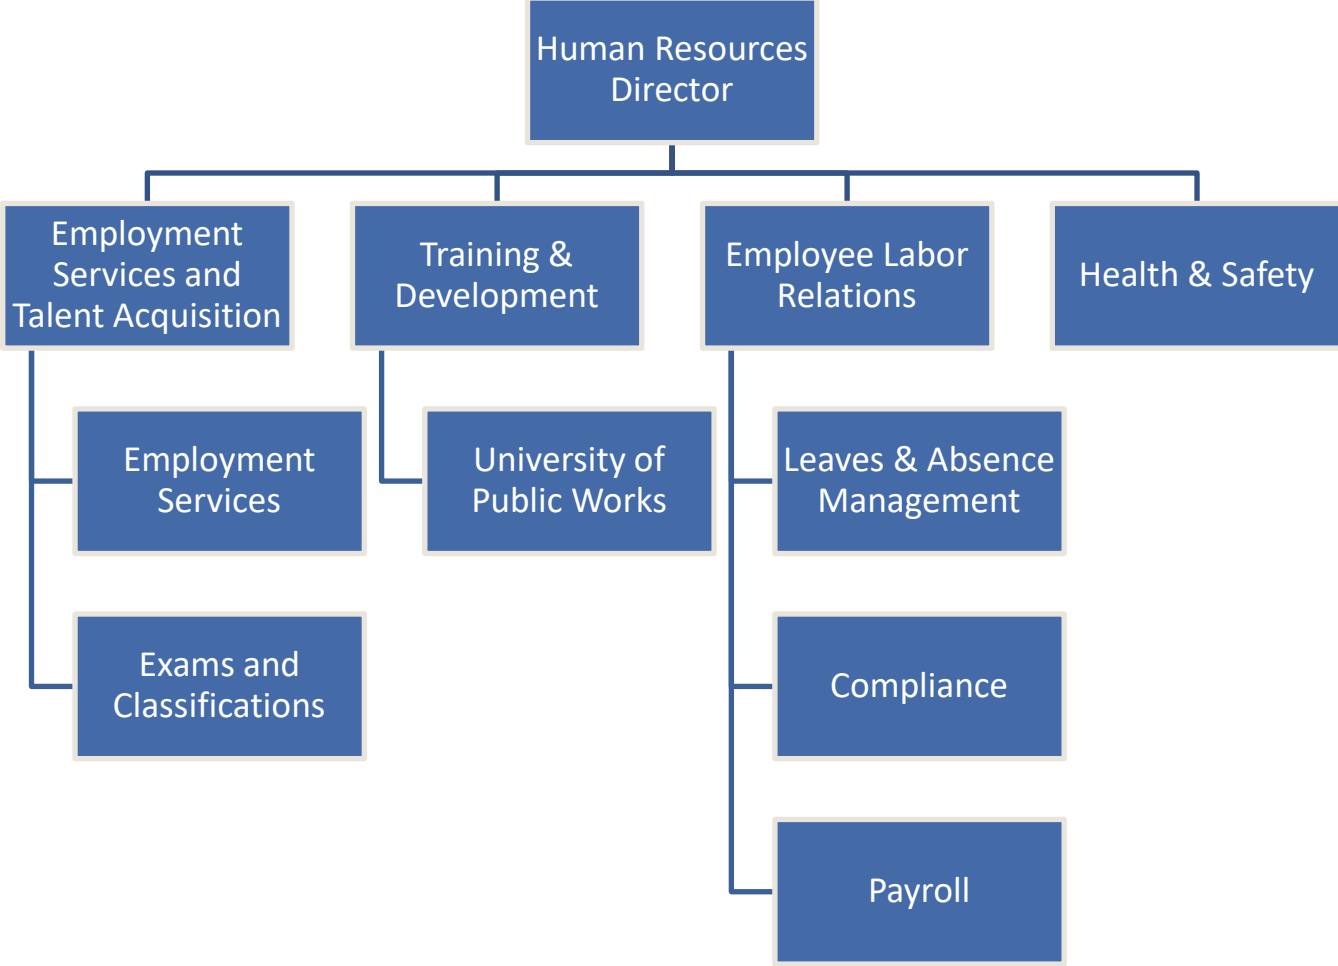 Human Resources
Director
Employment
Services and
Talent Acquisition
Training &
Development
Employee Labor
Relations
Health & Safety
Employment
Services
University of
Public Works
Leaves & Absence
Management
Exams and
Classifications
Compliance
Payroll